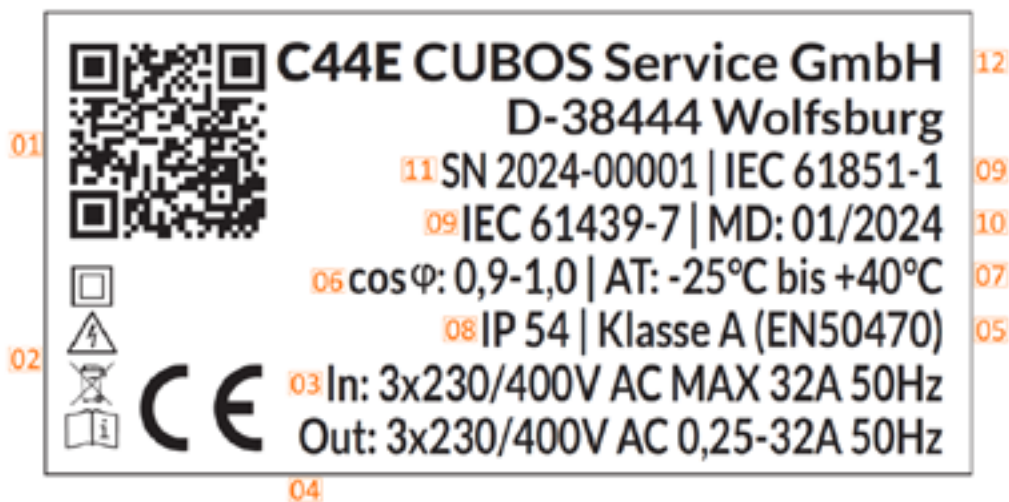 C44E CUBOS Service GmbH 12
D-38444 Wolfsburg
01
11 SN 2024-00001 | IEC 61851-1 09
09 IEC 61439-7 | MD: 01/2024 10
06 cos φ: 0,9-1,0 | AT: -25°C bis +40°C 07
08 IP 54 | Klasse A (EN50470) 05
02
03 In: 3x230/400V AC MAX 32A 50Hz
CE
Out: 3x230/400V AC 0,25-32A 50Hz
04